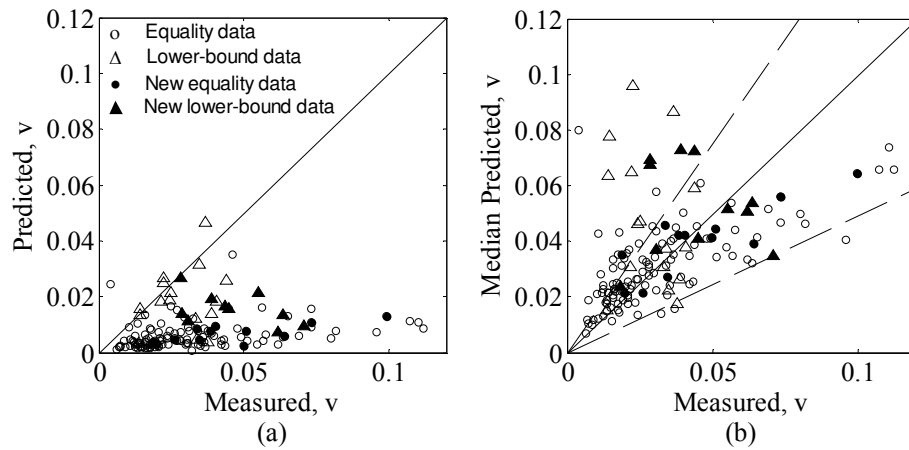 Equality data
Lower-bound data
New equality data
New lower-bound data
Predicted, v
0.12
0.1
0.08
0.06
0.04
0.02
0
0
0.05
0.1
Measured, v
(a)
Median Predicted, v
0.12
0.1
0.08
0.06
0.04
0.02
0
0
0.05
0.1
Measured, v
(b)